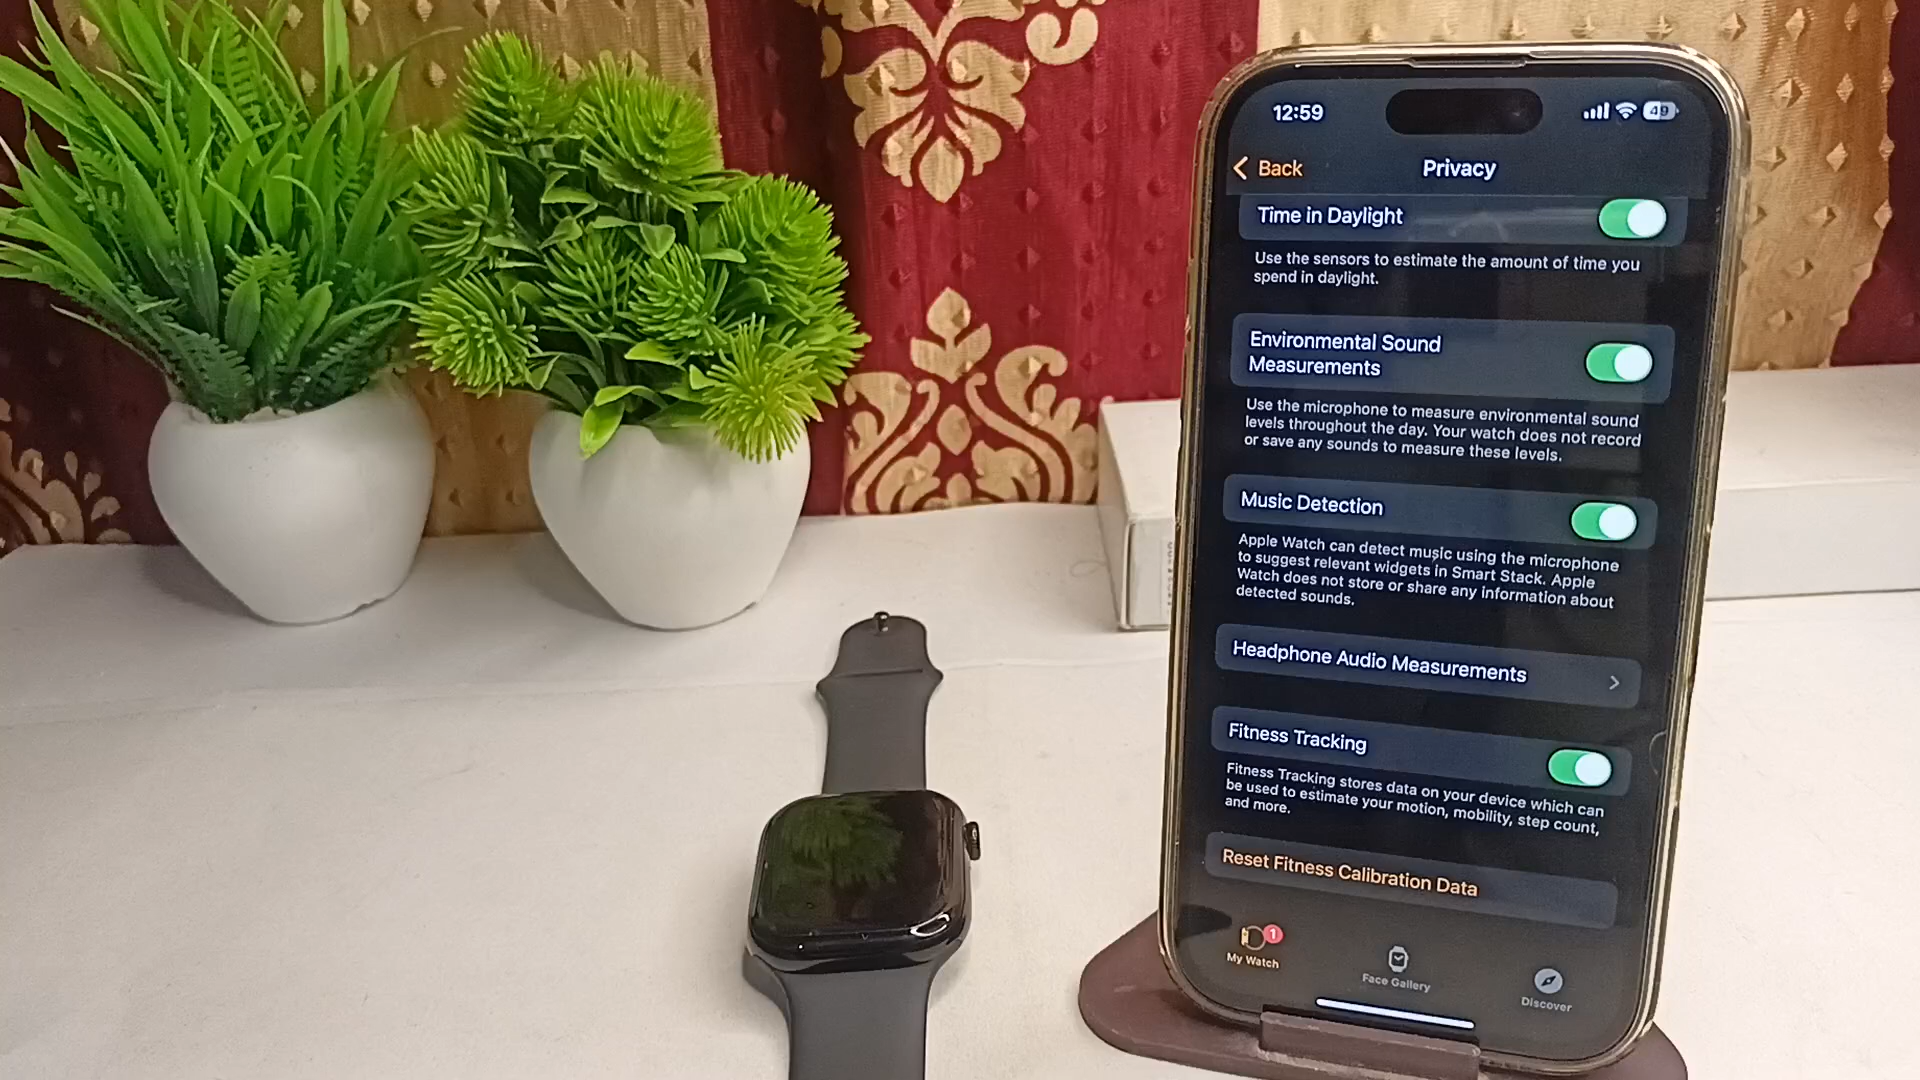 12:59
49
Back
Privacy
Time in Daylight
Use the sensors to estimate the amount of time you
spend in daylight.
Environmental Sound
Measurements
Use the microphone to measure environmental sound
levels throughout the day. Your watch does not record
or save any sounds to measure these levels.
Music Detection
Apple Watch can detect music using the microphone
to suggest relevant widgets in Smart Stack. Apple
Watch does not store or share any information about
detected sounds.
Headphone Audio Measurements
Fitness Tracking
Fitness Tracking stores data on your device which can
be used to estimate your motion, mobility, step count,
and more.
Reset Fitness Calibration Data
1
My Watch
Face Gallery
Discover